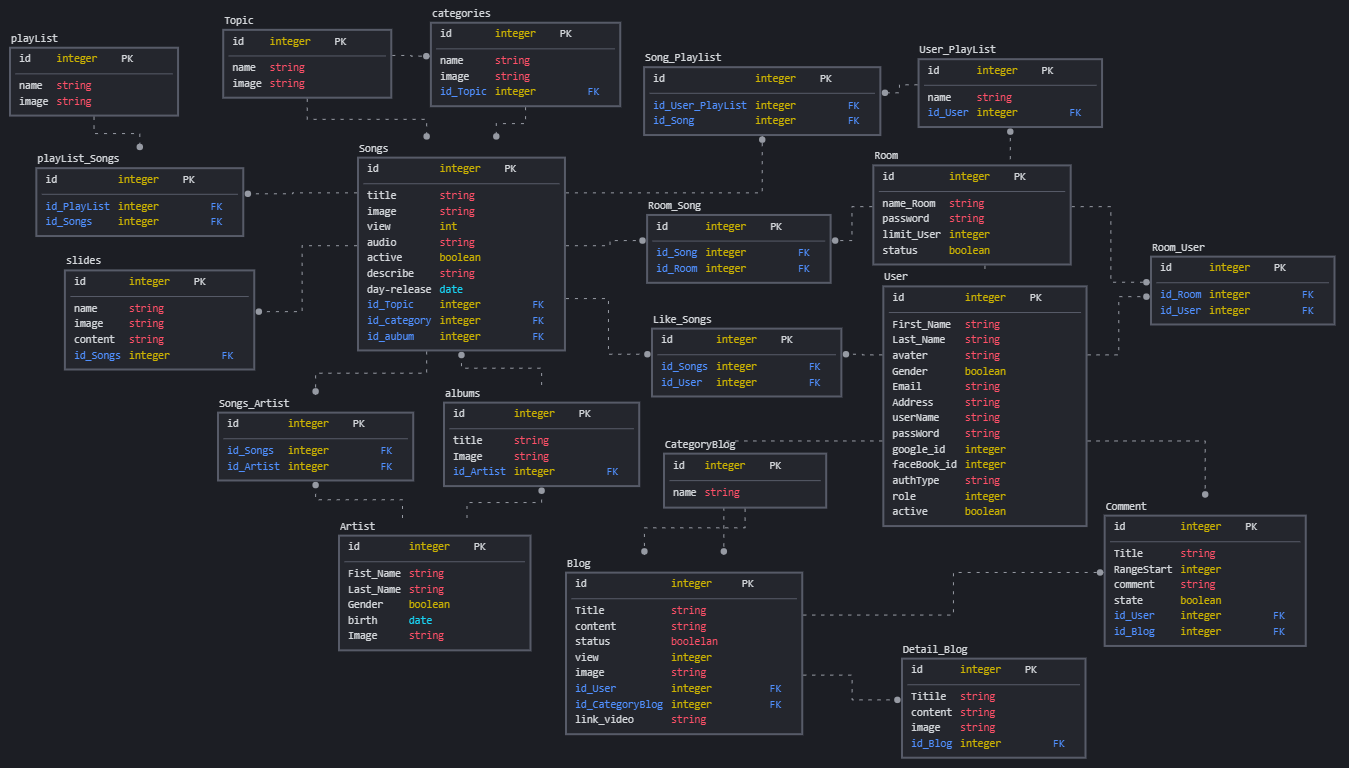 playList
id integer PK
name string
image string
Topic
id integer PK
name string
image string
categories
id integer PK
name string
image string
id_Topic integer FK
Song_Playlist
id integer PK
id_User_PlayList integer FK
id_Song integer FK
User_PlayList
id integer PK
name string
id_User integer FK
playList_Songs
id integer PK
id_PlayList integer FK
id_Songs integer FK
Songs
id integer PK
title string
image string
view int
audio string
active boolean
describe string
day-release date
id_Topic integer FK
id_category integer FK
id_aubum integer FK
Room
id integer PK
name_Room string
password string
limit_User integer
status boolean
Room_Song
id integer PK
id_Song integer FK
id_Room integer FK
Room_User
id integer PK
id_Room integer FK
id_User integer FK
slides
id integer PK
name string
image string
content string
id_Songs integer FK
User
id integer PK
First_Name string
Last_Name string
avater string
Gender boolean
Email string
Address string
userName string
passWord string
google_id integer
faceBook_id integer
authType string
role integer
active boolean
Like_Songs
id integer PK
id_Songs integer FK
id_User integer FK
Songs_Artist
id integer PK
id_Songs integer FK
id_Artist integer FK
albums
id integer PK
title string
Image string
id_Artist integer FK
CategoryBlog
id integer PK
name string
Artist
id integer PK
Fist_Name string
Last_Name string
Gender boolean
birth date
Image string
Blog
id integer PK
Title string
content string
status boolelan
view integer
image string
id_User integer FK
id_CategoryBlog integer FK
link_video string
Comment
id integer PK
Title string
RangeStart integer
comment string
state boolean
id_User integer FK
id_Blog integer FK
Detail_Blog
id integer PK
Titile string
content string
image string
id_Blog integer FK